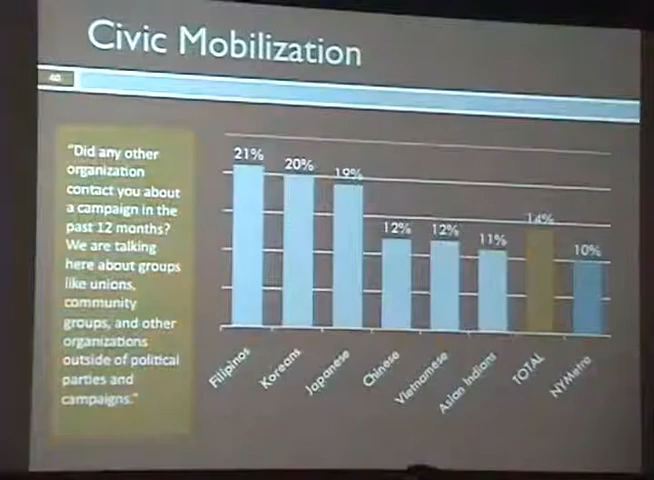 Civic Mobilization
40
"Did any other
organization
contact you about
a campaign in the
past 12 months?
We are talking
here about groups
like unions,
community
groups, and other
organizations
outside of political
parties and
campaigns."
21% 20% 19% 12% 12% 11% 14% 10%
Filipinos Koreans Japanese Chinese Vietnamese Asian Indians TOTAL NYMetro